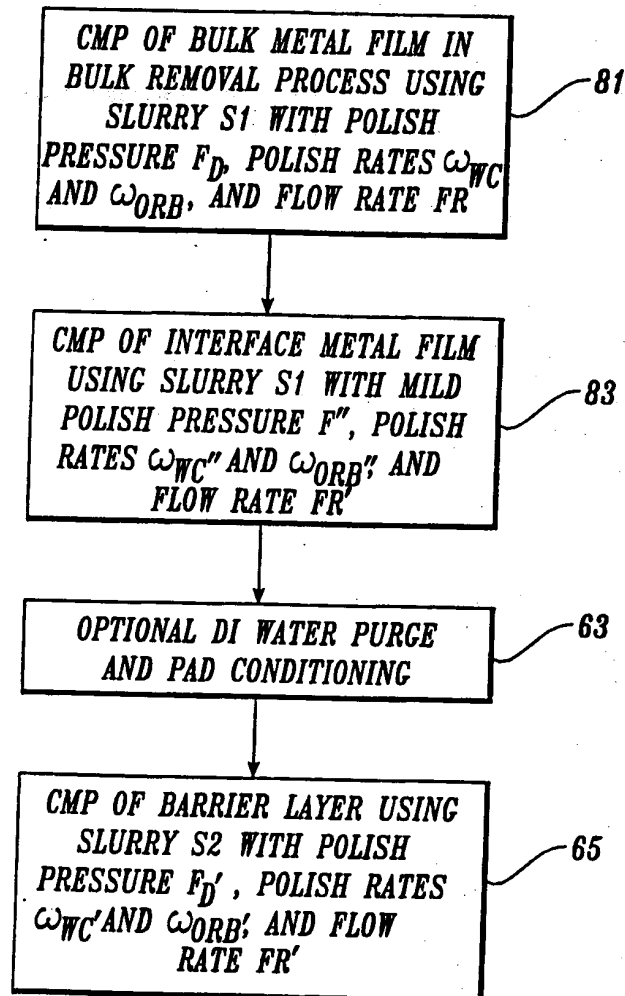 CMP OF BULK METAL FILM IN
BULK REMOVAL PROCESS USING
SLURRY S1 WITH POLISH
PRESSURE F_D, POLISH RATES ω_WC
AND ω_ORB, AND FLOW RATE FR
81
CMP OF INTERFACE METAL FILM
USING SLURRY S1 WITH MILD
POLISH PRESSURE F", POLISH
RATES ω_WC" AND ω_ORB", AND
FLOW RATE FR'
83
OPTIONAL DI WATER PURGE
AND PAD CONDITIONING
63
CMP OF BARRIER LAYER USING
SLURRY S2 WITH POLISH
PRESSURE F_D', POLISH RATES
ω_WC' AND ω_ORB', AND FLOW
RATE FR'
65